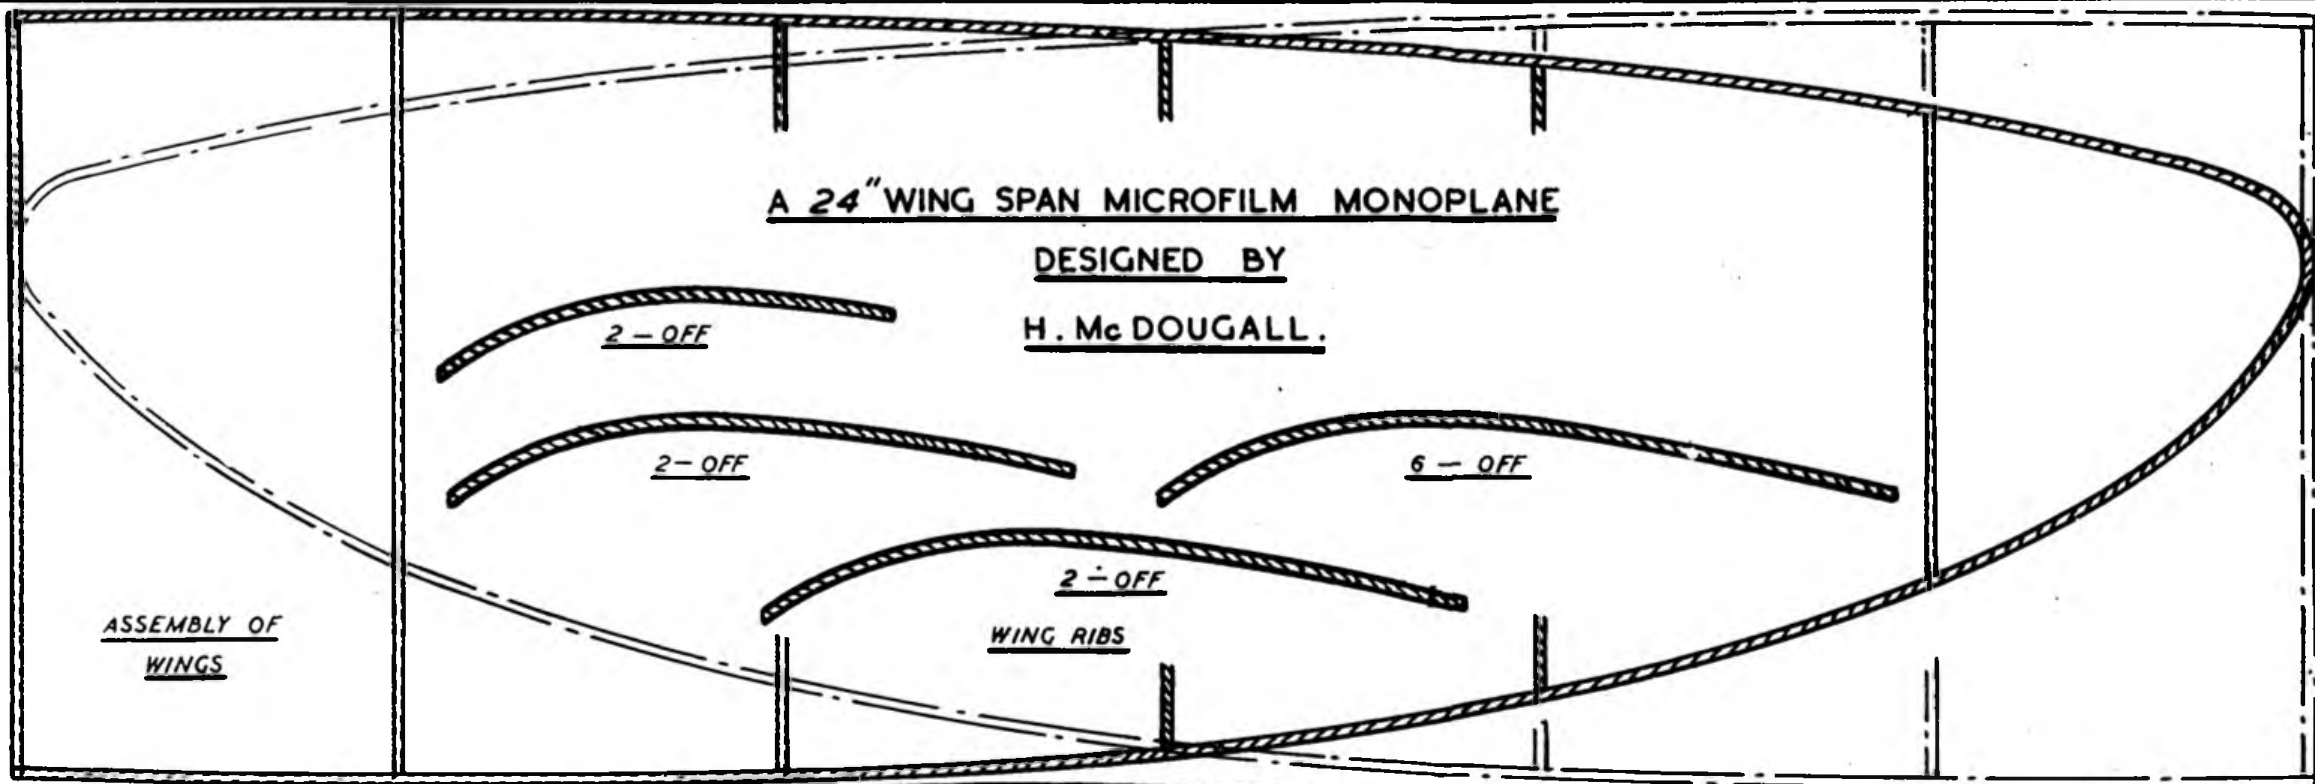 A 24" WING SPAN MICROFILM MONOPLANE
DESIGNED BY
H. Mc DOUGALL.
2 - OFF
2 - OFF
6 - OFF
2 - OFF
WING RIBS
ASSEMBLY OF
WINGS